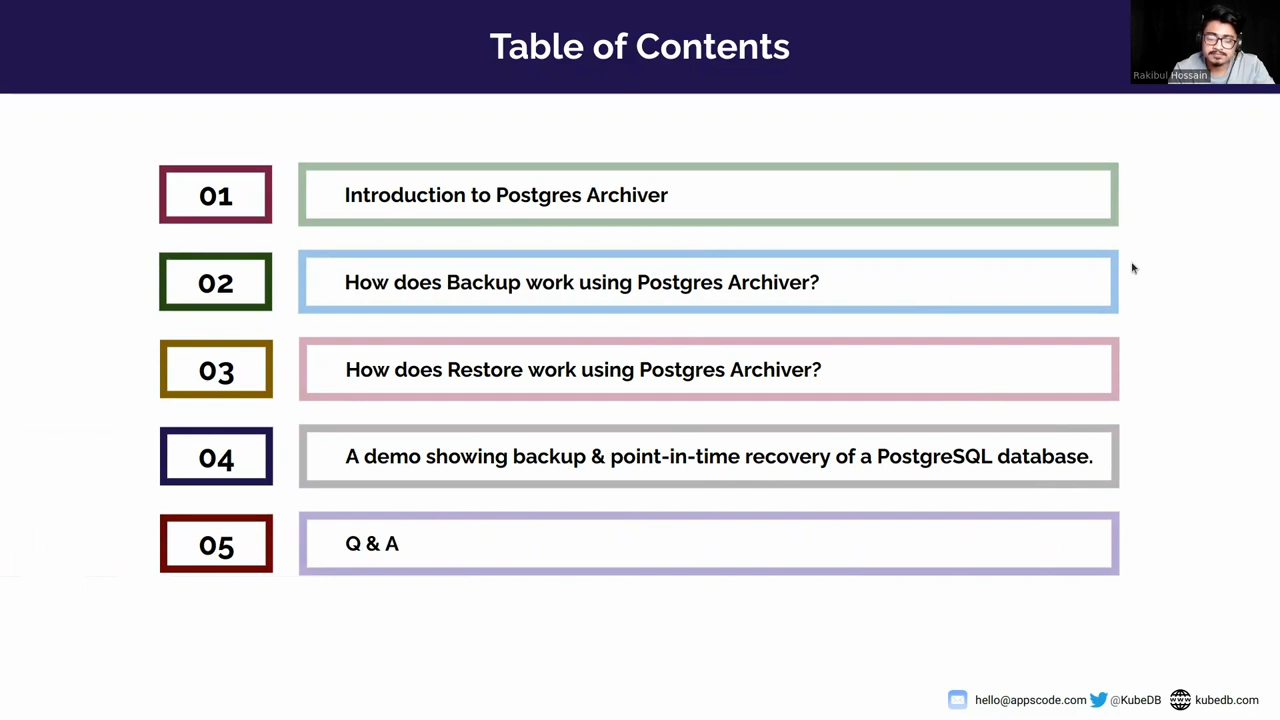 Table of Contents
Rakibul Hossain
01
Introduction to Postgres Archiver
02
How does Backup work using Postgres Archiver?
03
How does Restore work using Postgres Archiver?
04
A demo showing backup & point-in-time recovery of a PostgreSQL database.
05
Q & A
hello@appscode.com @KubeDB kubedb.com